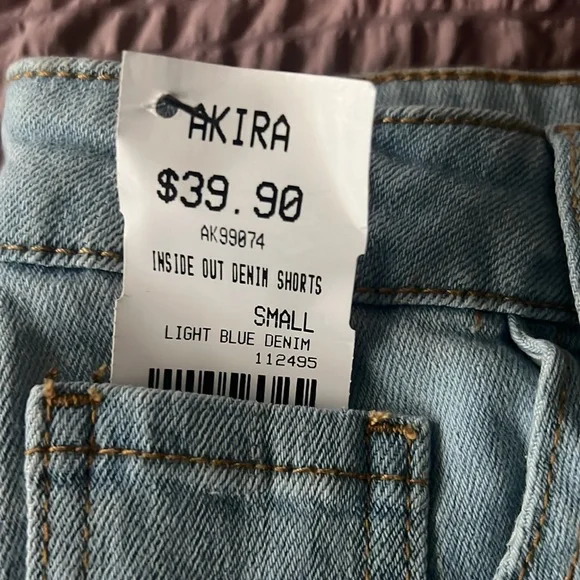 AKIRA
$39.90
AK99074
INSIDE OUT DENIM SHORTS
SMALL
LIGHT BLUE DENIM
112495